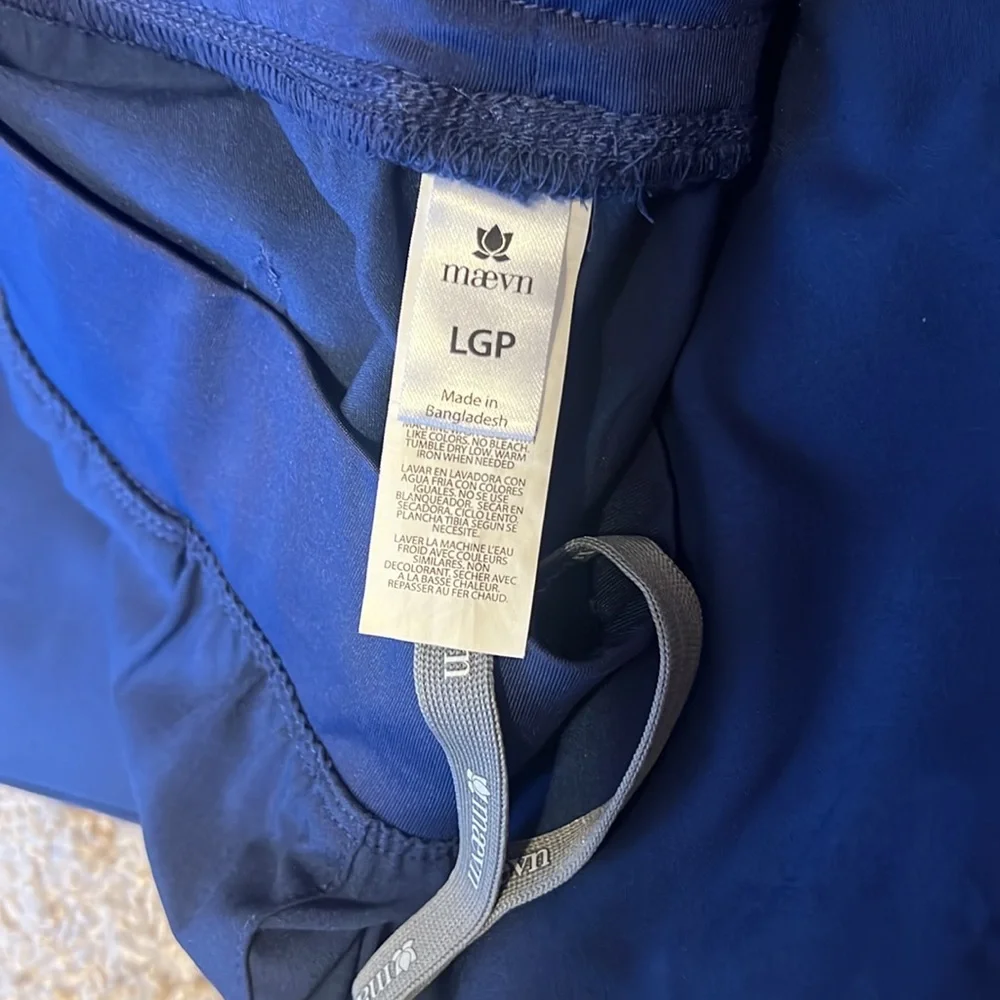 mævn
LGP
Made in
Bangladesh
LIKE COLORS. NO BLEACH.
TUMBLE DRY LOW, WARM
IRON WHEN NEEDED
LAVAR EN LAVADORA CON
AGUA FRIA CON COLORES
IGUALES. NO SE USE
BLANQUEADOR. SECAR EN
SECADORA, CICLO LENTO.
PLANCHA TIBIA SEGUN SE
NECESITE.
LAVER LA MACHINE L'EAU
FROID AVEC COULEURS
SIMILARES. NON
DECOLORANT. SECHER AVEC
A LA BASSE CHALEUR.
REPASSER AU FER CHAUD.
mævn
vn